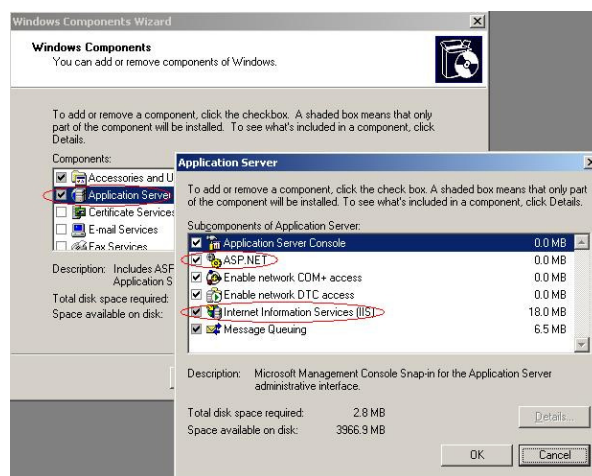 Windows Components Wizard
Windows Components
You can add or remove components of Windows.
To add or remove a component, click the checkbox. A shaded box means that only
part of the component will be installed. To see what's included in a component, click
Details.
Components:
Accessories and U
Application Server
Certificate Services
E-mail Services
Fax Services
Description: Includes ASF
Application S
Total disk space required:
Space available on disk:
Application Server
To add or remove a component, click the check box. A shaded box means that only part
of the component will be installed. To see what's included in a component, click Details.
Subcomponents of Application Server:
Application Server Console 0.0 MB
ASP.NET 0.0 MB
Enable network COM+ access 0.0 MB
Enable network DTC access 0.0 MB
Internet Information Services (IIS) 18.0 MB
Message Queuing 6.5 MB
Description: Microsoft Management Console Snap-in for the Application Server
administrative interface.
Total disk space required: 2.8 MB
Space available on disk: 3966.9 MB
Details...
OK Cancel